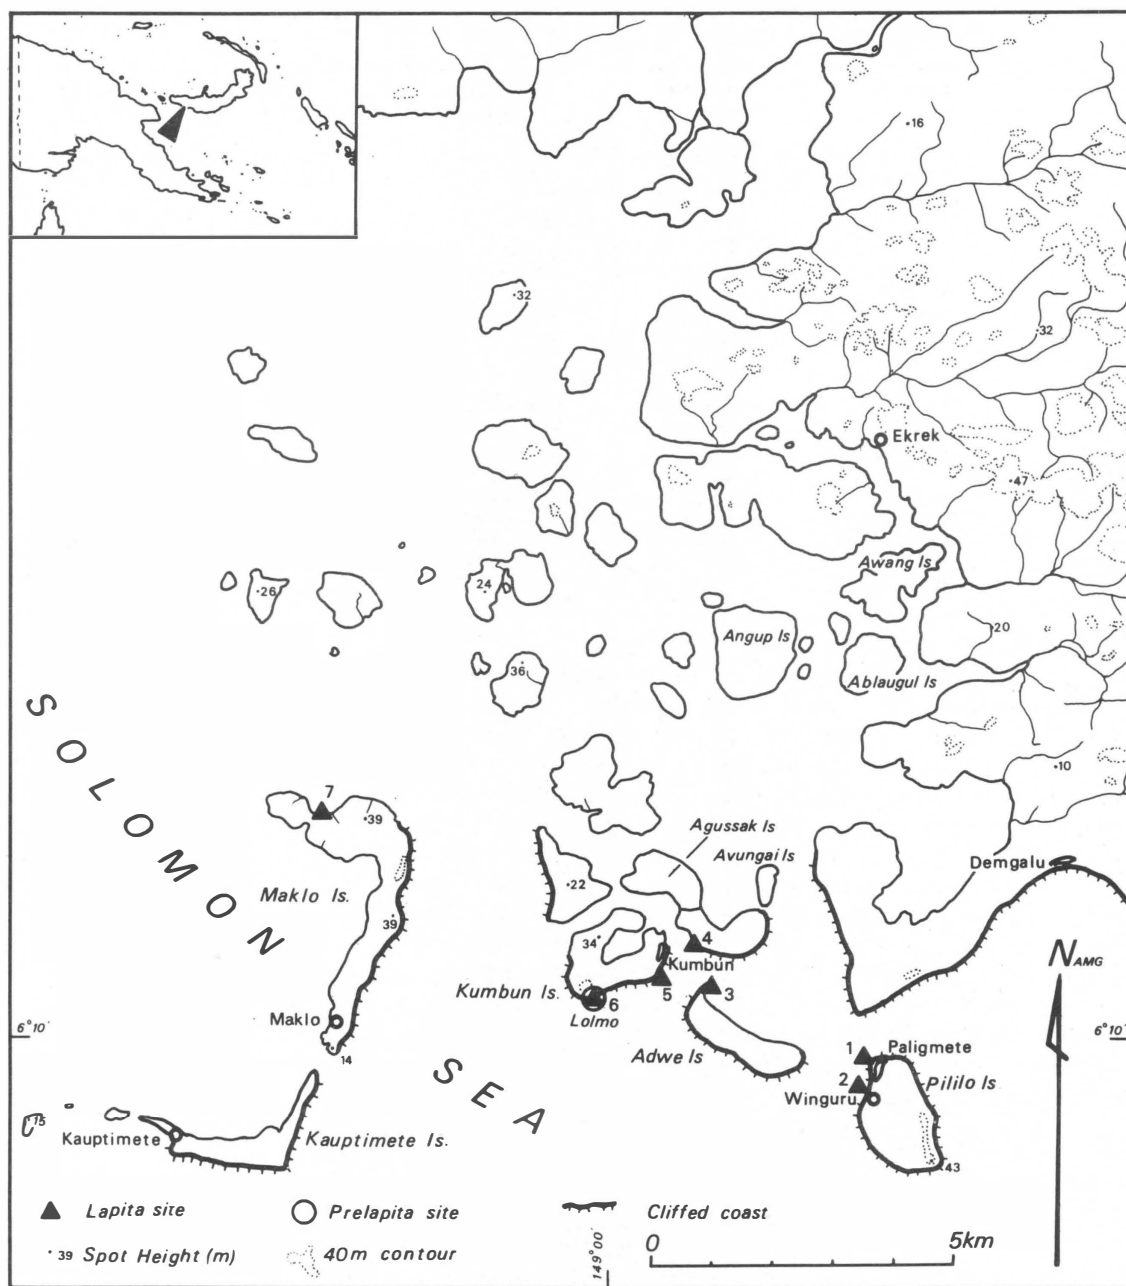 16
32
32
Ekrek
47
Awang Is
26
24
20
Angup Is
36
Ablaugul Is
SOLOMON SEA
10
7
39
Agussak Is
Avungai Is
Demgalu
22
Maklo Is.
39
34
4
Kumbun
N AMG
Kumbun Is.
5
3
6
Lolmo
Maklo
6°10'
6°10'
14
Adwe Is
1
Paligmete
2
Pililo Is
Winguru
15
Kauptimete
Kauptimete Is.
43
Lapita site
Prelapita site
Cliffed coast
39 Spot Height (m)
40m contour
149°00'
0
5km